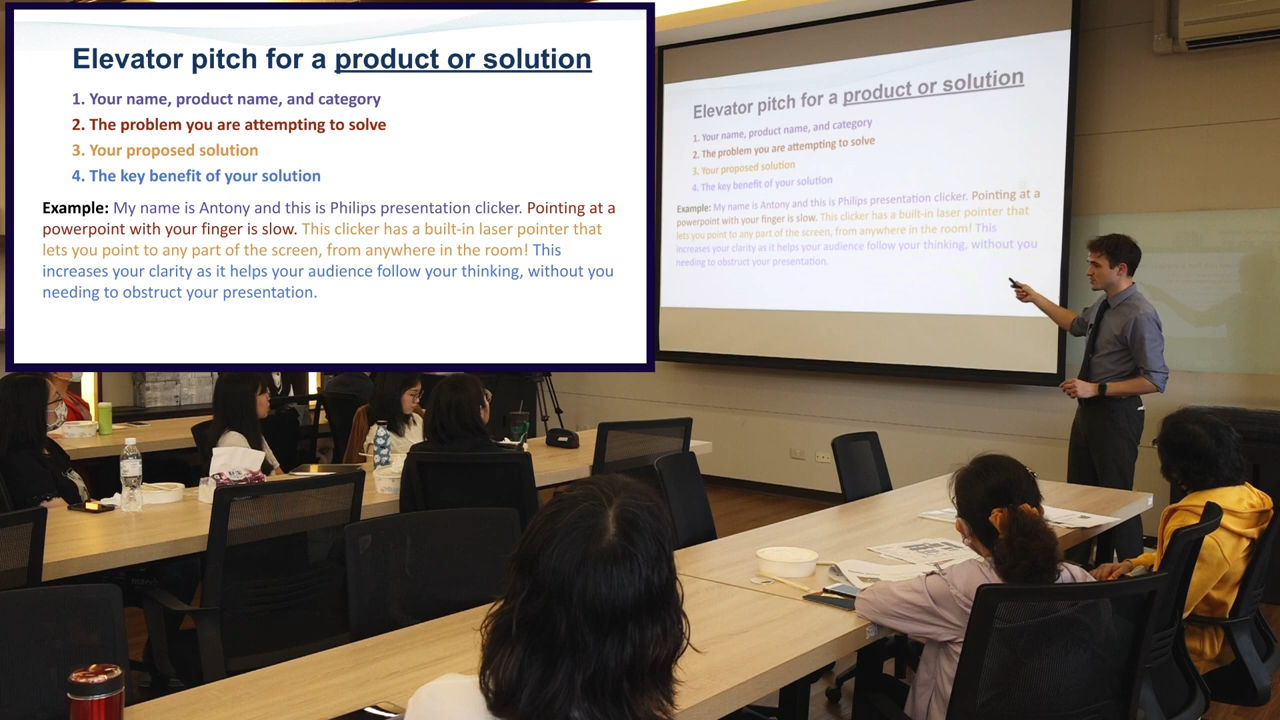 Elevator pitch for a product or solution
1. Your name, product name, and category
2. The problem you are attempting to solve
3. Your proposed solution
4. The key benefit of your solution
Example: My name is Antony and this is Philips presentation clicker. Pointing at a
powerpoint with your finger is slow. This clicker has a built-in laser pointer that
lets you point to any part of the screen, from anywhere in the room! This
increases your clarity as it helps your audience follow your thinking, without you
needing to obstruct your presentation.
Elevator pitch for a product or solution
1. Your name, product name, and category
2. The problem you are attempting to solve
3. Your proposed solution
4. The key benefit of your solution
Example: My name is Antony and this is Philips presentation clicker. Pointing at a
powerpoint with your finger is slow. This clicker has a built-in laser pointer that
lets you point to any part of the screen, from anywhere in the room! This
increases your clarity as it helps your audience follow your thinking, without you
needing to obstruct your presentation.